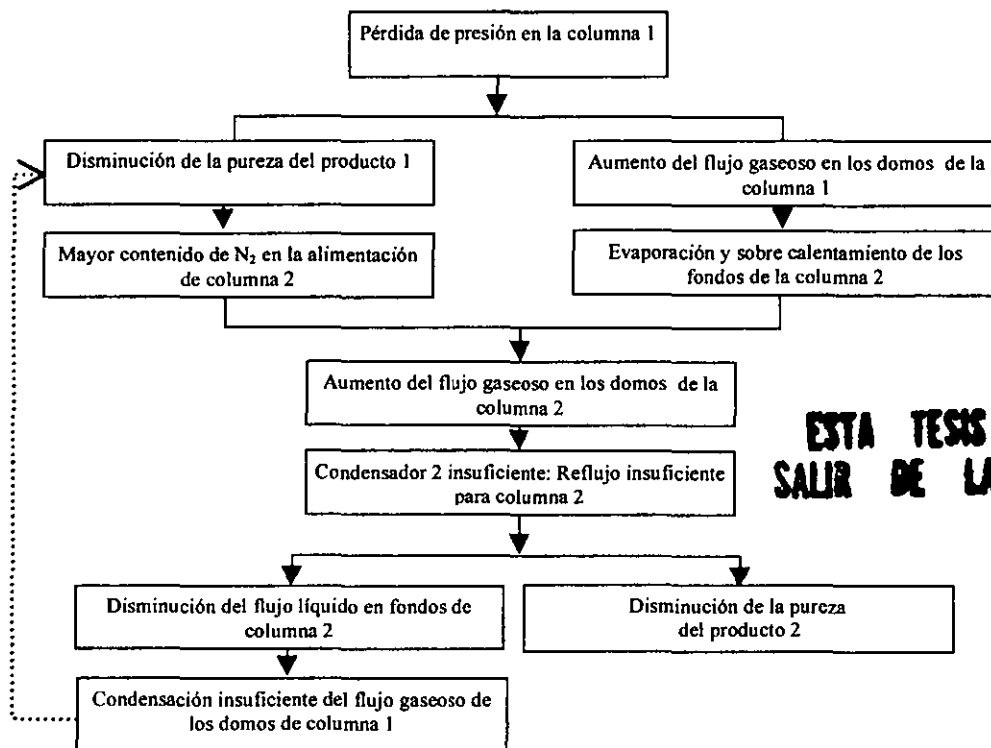 Pérdida de presión en la columna 1
Disminución de la pureza del producto 1
Aumento del flujo gaseoso en los domos de la
columna 1
Mayor contenido de N₂ en la alimentación
de columna 2
Evaporación y sobre calentamiento de los
fondos de la columna 2
Aumento del flujo gaseoso en los domos de la
columna 2
ESTA TESIS
SALIR DE LA
Condensador 2 insuficiente: Reflujo insuficiente
para columna 2
Disminución del flujo líquido en fondos de
columna 2
Disminución de la pureza
del producto 2
Condensación insuficiente del flujo gaseoso de
los domos de columna 1